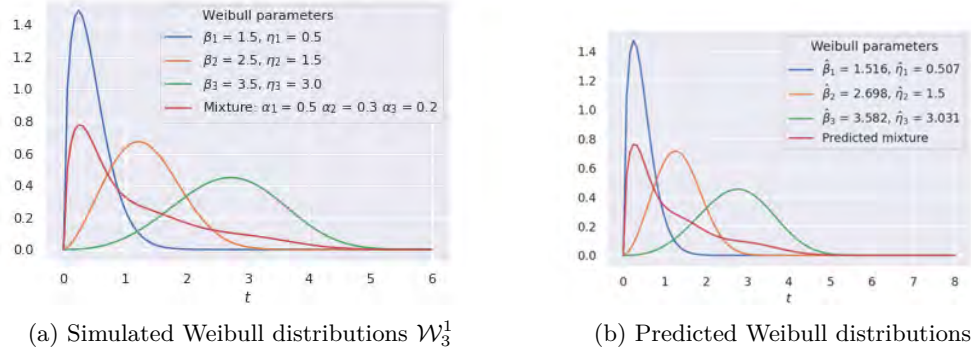 Weibull parameters
β₁ = 1.5, η₁ = 0.5
β₂ = 2.5, η₂ = 1.5
β₃ = 3.5, η₃ = 3.0
Mixture: α₁ = 0.5 α₂ = 0.3 α₃ = 0.2
1.4
1.2
1.0
0.8
0.6
0.4
0.2
0.0
0 1 2 3 4 5 6
t
(a) Simulated Weibull distributions 𝒲₃¹
Weibull parameters
β̂₁ = 1.516, η̂₁ = 0.507
β̂₂ = 2.698, η̂₂ = 1.5
β̂₃ = 3.582, η̂₃ = 3.031
Predicted mixture
1.4
1.2
1.0
0.8
0.6
0.4
0.2
0.0
0 1 2 3 4 5 6 7 8
t
(b) Predicted Weibull distributions